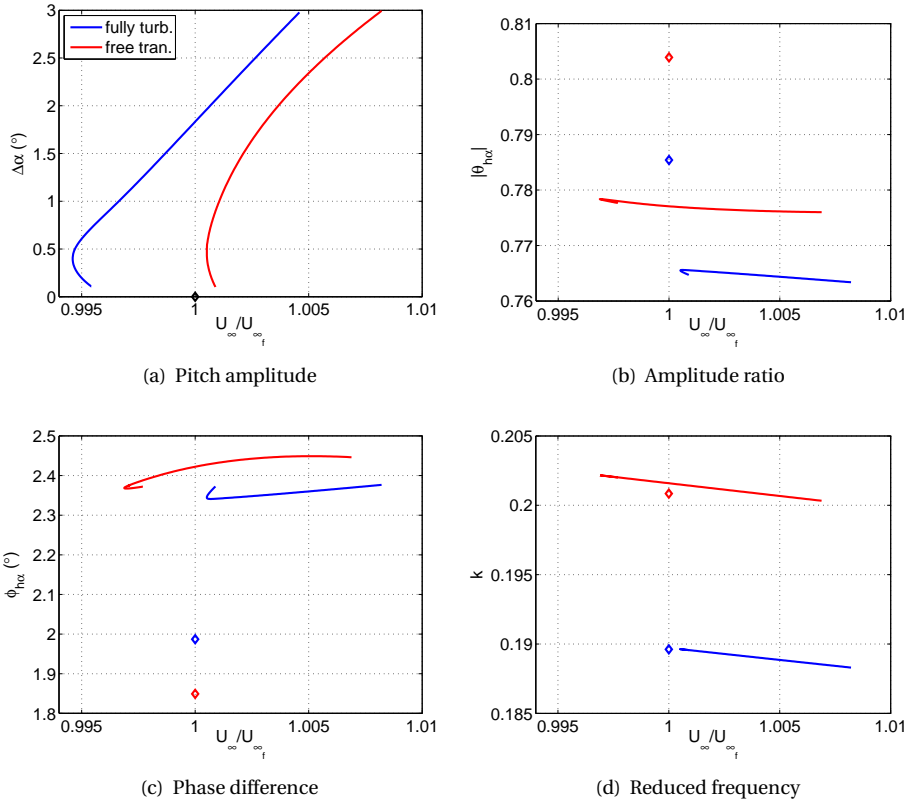 3
2.5
2
1.5
1
0.5
0
Δα (°)
fully turb.
free tran.
0.995 1 1.005 1.01
U∞/U∞f
(a) Pitch amplitude
0.81
0.8
0.79
0.78
0.77
0.76
|θhα|
0.995 1 1.005 1.01
U∞/U∞f
(b) Amplitude ratio
2.5
2.4
2.3
2.2
2.1
2
1.9
1.8
ϕhα (°)
0.995 1 1.005 1.01
U∞/U∞f
(c) Phase difference
0.205
0.2
0.195
0.19
0.185
k
0.995 1 1.005 1.01
U∞/U∞f
(d) Reduced frequency